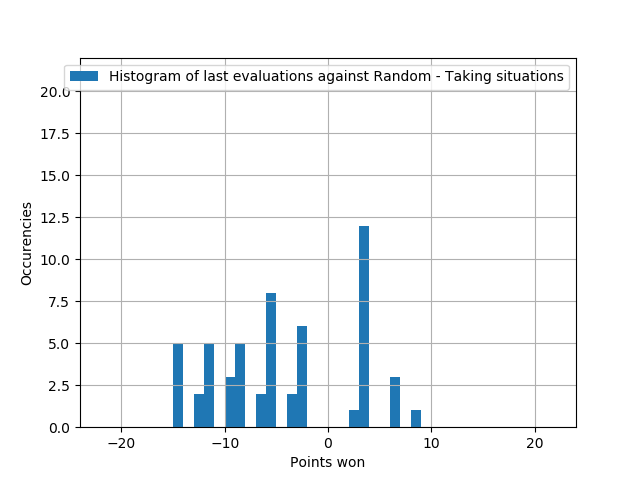 Histogram of last evaluations against Random - Taking situations
20.0
17.5
15.0
12.5
10.0
7.5
5.0
2.5
0.0
Occurencies
−20 −10 0 10 20
Points won